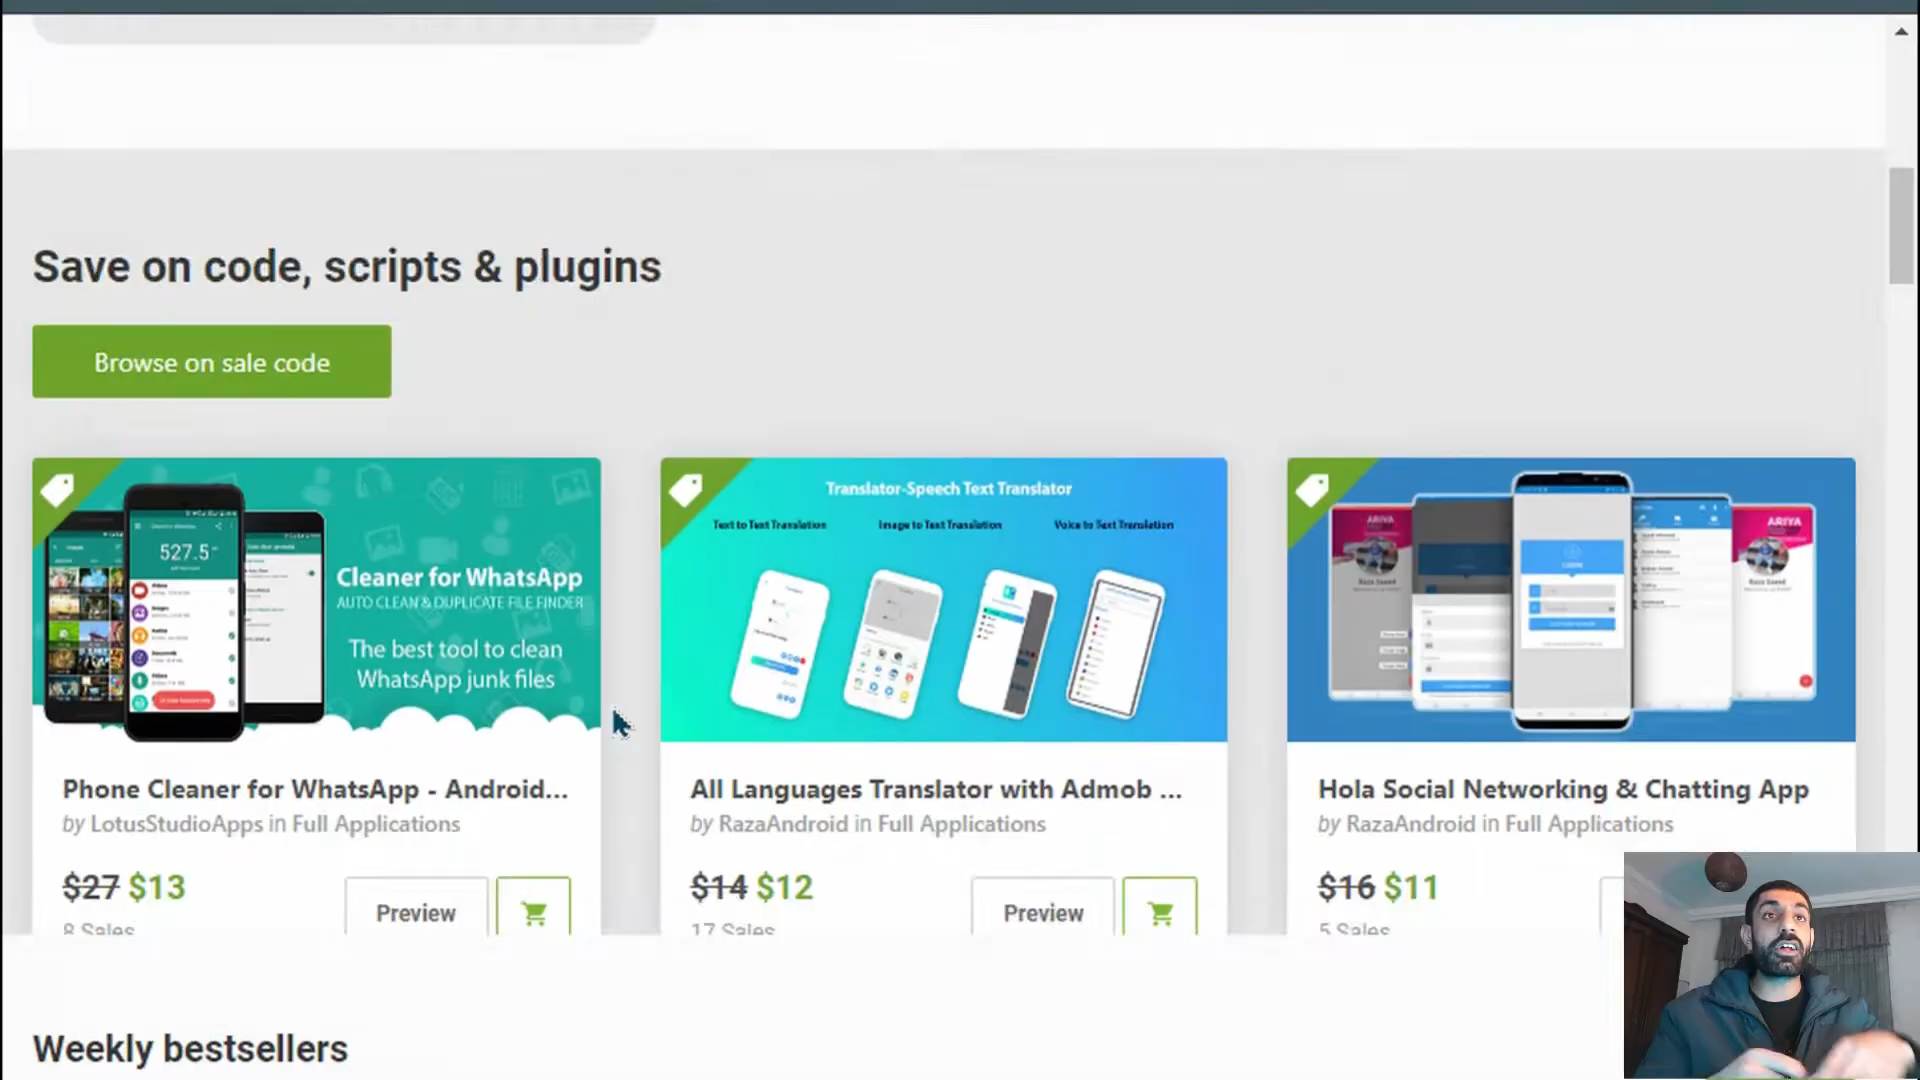 Save on code, scripts & plugins
Browse on sale code
527.5
Cleaner for WhatsApp
AUTO CLEAN & DUPLICATE FILE FINDER
The best tool to clean
WhatsApp junk files
Translator-Speech Text Translator
Text to Text Translation
Image to Text Translation
Voice to Text Translation
ARIYA
ARIYA
Phone Cleaner for WhatsApp - Android...
by LotusStudioApps in Full Applications
$27 $13
Preview
8 Sales
All Languages Translator with Admob ...
by RazaAndroid in Full Applications
$14 $12
Preview
17 Sales
Hola Social Networking & Chatting App
by RazaAndroid in Full Applications
$16 $11
5 Sales
Weekly bestsellers